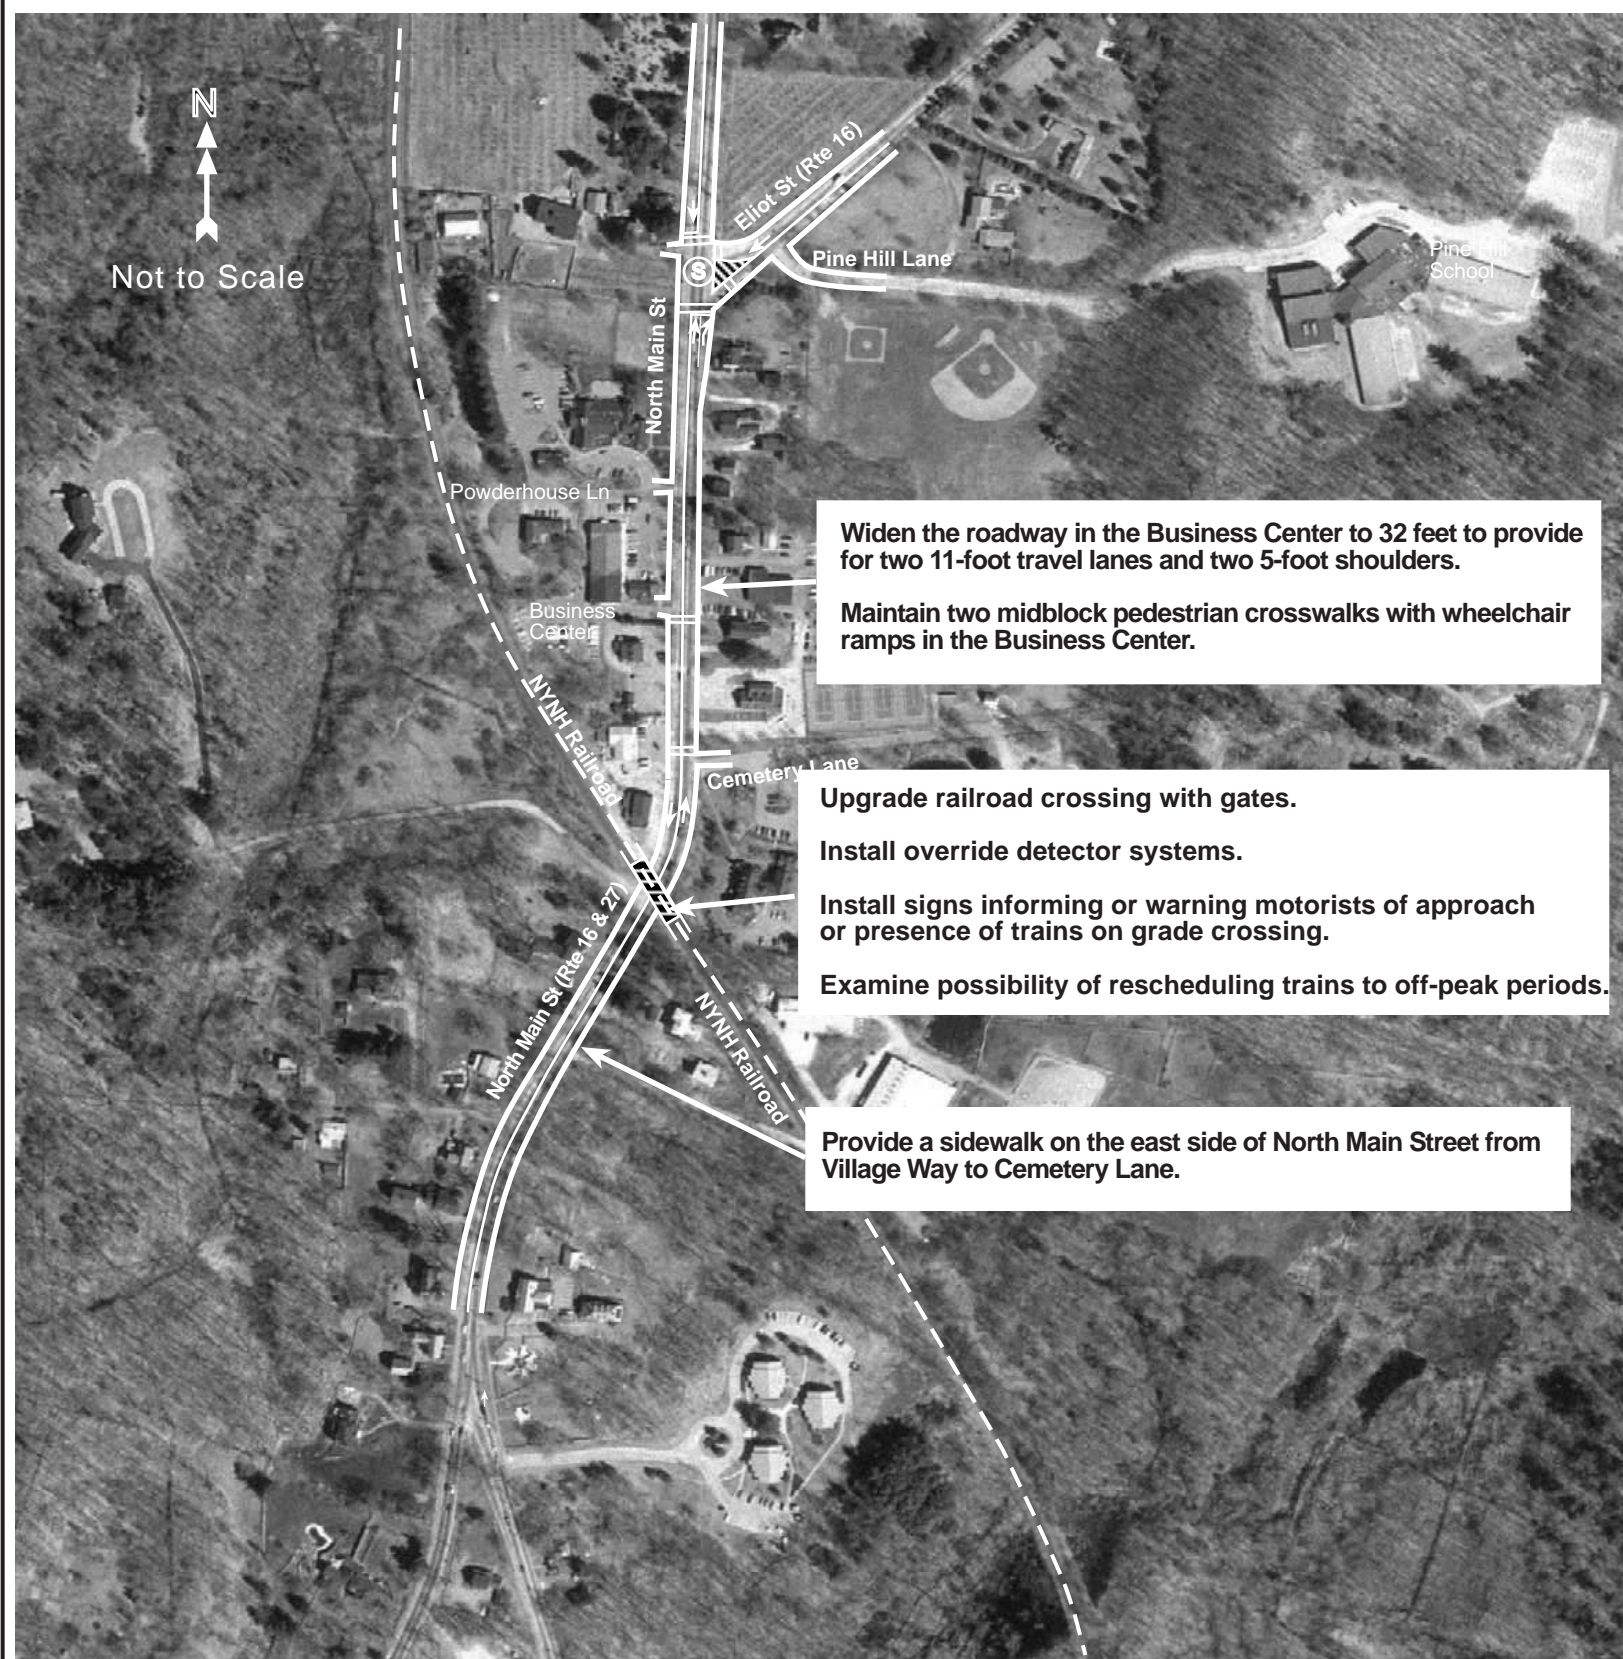 N
Not to Scale
Eliot St (Rte 16)
Pine Hill Lane
Pine Hill
School
S
North Main St
Powderhouse Ln
Widen the roadway in the Business Center to 32 feet to provide
for two 11-foot travel lanes and two 5-foot shoulders.
Maintain two midblock pedestrian crosswalks with wheelchair
ramps in the Business Center.
Business
Center
NYNH Railroad
Cemetery Lane
Upgrade railroad crossing with gates.
Install override detector systems.
Install signs informing or warning motorists of approach
or presence of trains on grade crossing.
Examine possibility of rescheduling trains to off-peak periods.
North Main St (Rte 16 & 27)
NYNH Railroad
Provide a sidewalk on the east side of North Main Street from
Village Way to Cemetery Lane.